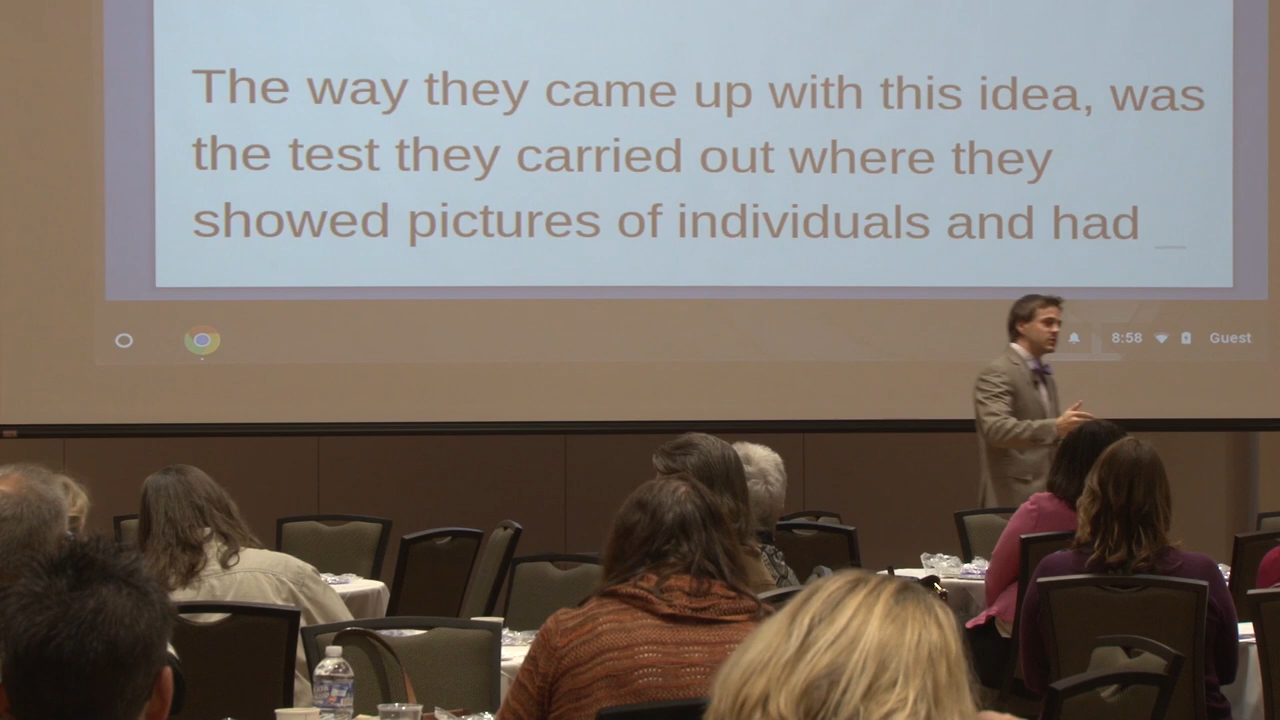 The way they came up with this idea, was
the test they carried out where they
showed pictures of individuals and had _
8:58 Guest